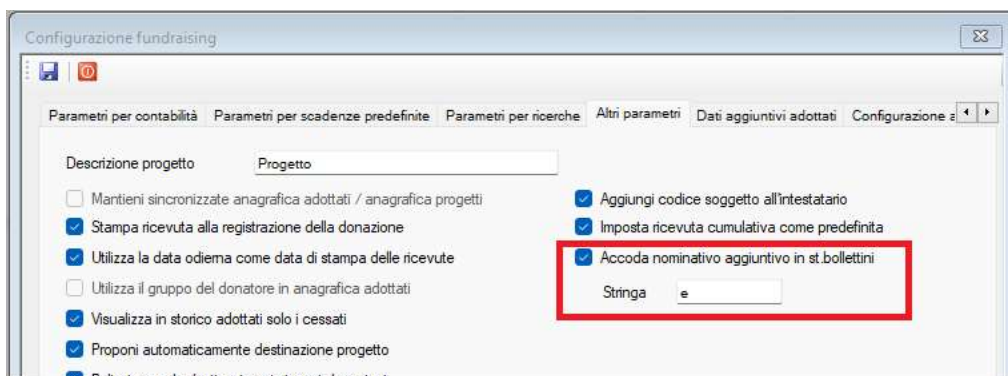 Configurazione fundraising
Parametri per contabilità Parametri per scadenze predefinite Parametri per ricerche Altri parametri Dati aggiuntivi adottati Configurazione
Descrizione progetto Progetto
Mantieni sincronizzate anagrafica adottati / anagrafica progetti
Stampa ricevuta alla registrazione della donazione
Utilizza la data odierna come data di stampa delle ricevute
Utilizza il gruppo del donatore in anagrafica adottati
Visualizza in storico adottati solo i cessati
Proponi automaticamente destinazione progetto
Aggiungi codice soggetto all'intestatario
Imposta ricevuta cumulativa come predefinita
Accoda nominativo aggiuntivo in st.bollettini
Stringa e